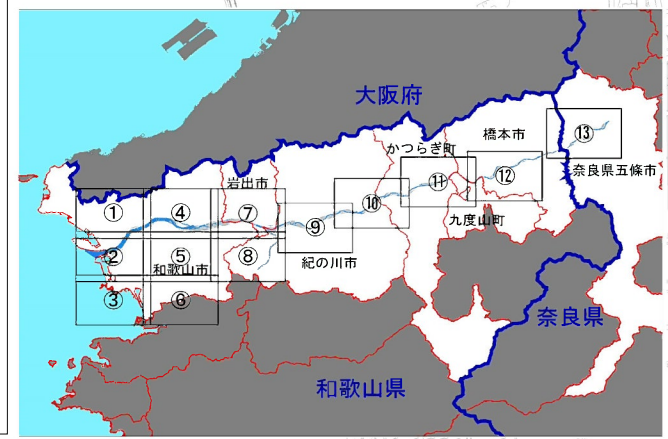 大阪府
橋本市
⑬
かつらぎ町
奈良県五條市
岩出市
⑪
⑫
①
④
⑦
⑨
⑩
九度山町
②
⑤
⑧
紀の川市
和歌山市
③
⑥
奈良県
和歌山県